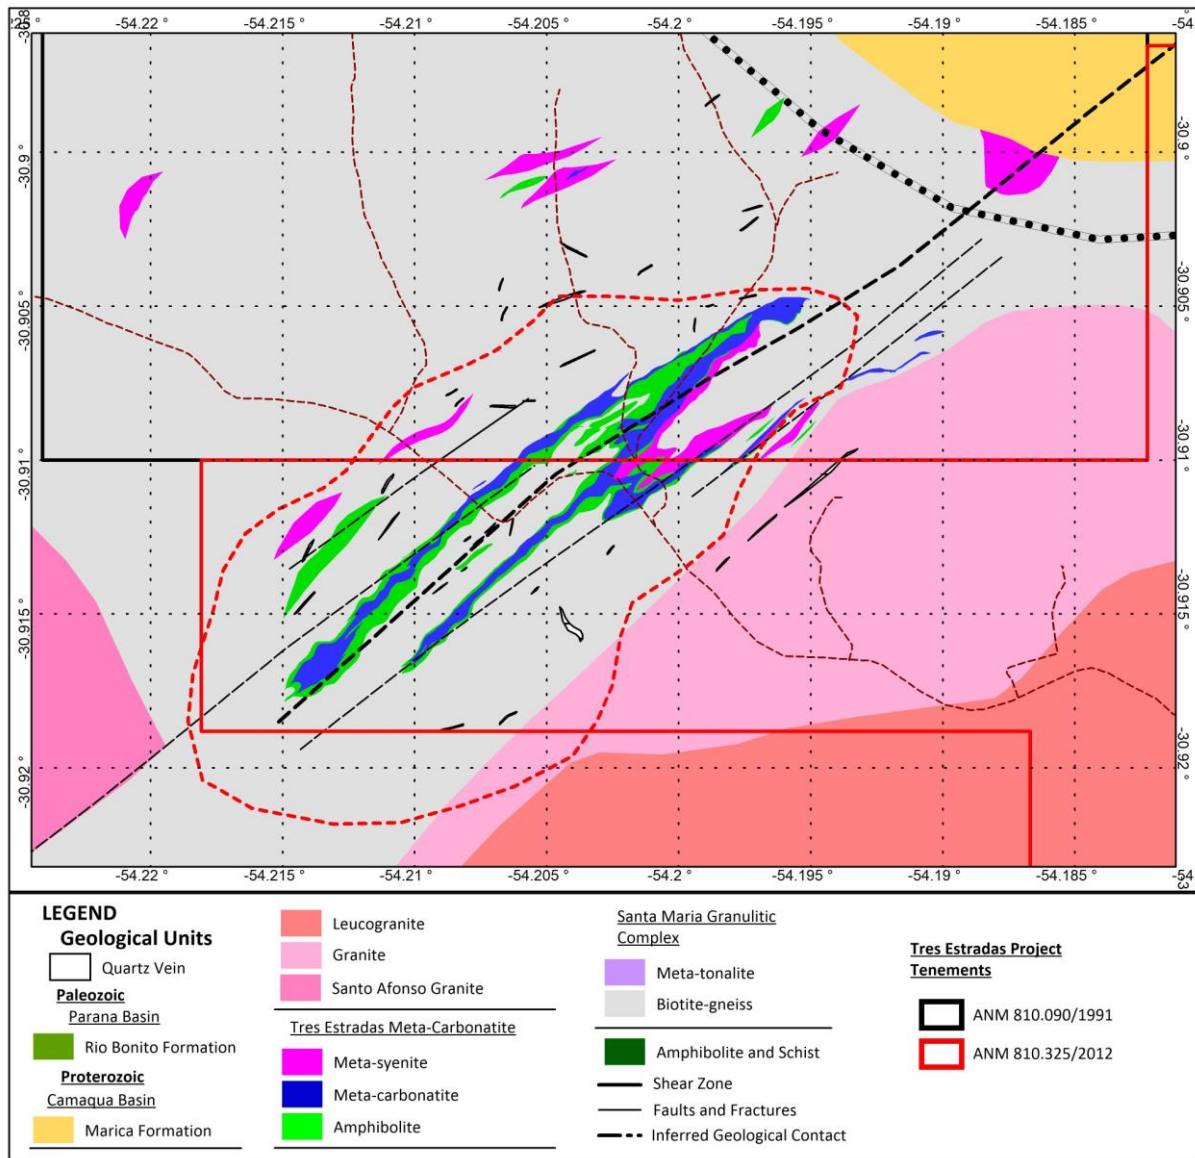 -54.22 ° -54.215 ° -54.21 ° -54.205 ° -54.2 ° -54.195 ° -54.19 ° -54.185 °
-30.9 ° -30.9 °
-30.905 ° -30.905 °
-30.91 ° -30.91 °
-30.915 ° -30.915 °
-30.92 ° -30.92 °
-54.22 ° -54.215 ° -54.21 ° -54.205 ° -54.2 ° -54.195 ° -54.19 ° -54.185 °
LEGEND
Geological Units
Quartz Vein
Paleozoic
Parana Basin
Rio Bonito Formation
Proterozoic
Camaqua Basin
Marica Formation
Leucogranite
Granite
Santo Afonso Granite
Tres Estradas Meta-Carbonatite
Meta-syenite
Meta-carbonatite
Amphibolite
Santa Maria Granulitic
Complex
Meta-tonalite
Biotite-gneiss
Amphibolite and Schist
Shear Zone
Faults and Fractures
Inferred Geological Contact
Tres Estradas Project
Tenements
ANM 810.090/1991
ANM 810.325/2012